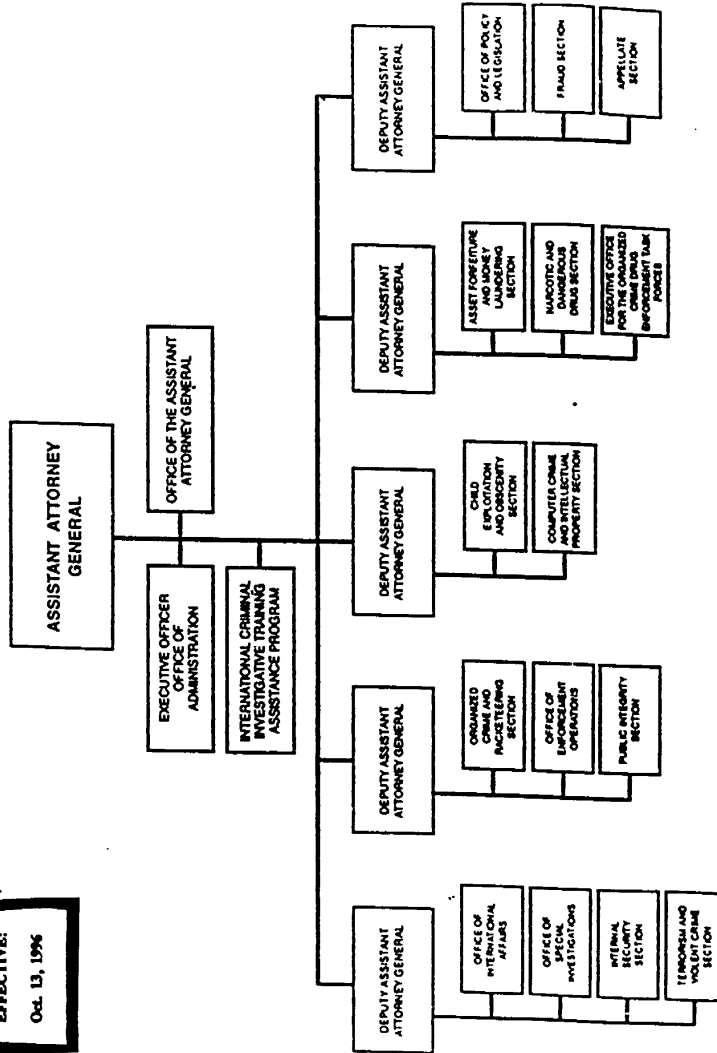 EFFECTIVE:
Oct. 13, 1996
ASSISTANT ATTORNEY
GENERAL
EXECUTIVE OFFICER
OFFICE OF
ADMINISTRATION
OFFICE OF THE ASSISTANT
ATTORNEY GENERAL
INTERNATIONAL CRIMINAL
INVESTIGATIVE TRAINING
ASSISTANCE PROGRAM
DEPUTY ASSISTANT
ATTORNEY GENERAL
OFFICE OF
INTERNATIONAL
AFFAIRS
OFFICE OF
SPECIAL
INVESTIGATIONS
INTERNAL
SECURITY
SECTION
TERRORISM AND
VIOLENT CRIME
SECTION
DEPUTY ASSISTANT
ATTORNEY GENERAL
ORGANIZED
CRIME AND
RACKETEERING
SECTION
OFFICE OF
ENFORCEMENT
OPERATIONS
PUBLIC INTEGRITY
SECTION
DEPUTY ASSISTANT
ATTORNEY GENERAL
CHILD
EXPLOITATION
AND OBSCENITY
SECTION
COMPUTER CRIME
AND INTELLECTUAL
PROPERTY SECTION
DEPUTY ASSISTANT
ATTORNEY GENERAL
ASSET FORFEITURE
AND MONEY
LAUNDERING
SECTION
NARCOTIC AND
DANGEROUS
DRUG SECTION
EXECUTIVE OFFICE
FOR THE ORGANIZED
CRIME DRUG
ENFORCEMENT TASK
FORCES
DEPUTY ASSISTANT
ATTORNEY GENERAL
OFFICE OF POLICY
AND LEGISLATION
FRAUD SECTION
APPELLATE
SECTION